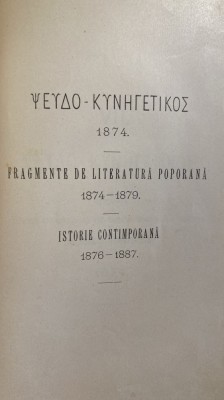 ΨΕΥΔΟ-ΚΥΝΗΓΕΤΙΚΟΣ
1874.
FRAGMENTE DE LITERATURĂ POPORANĂ
1874—1879.
ISTORIE CONTIMPORANĂ
1876—1887.